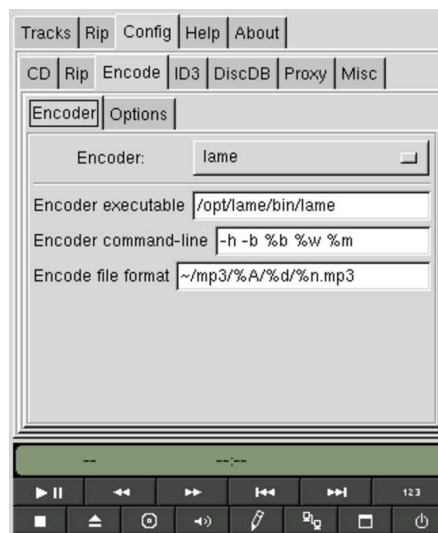 Tracks Rip Config Help About
CD Rip Encode ID3 DiscDB Proxy Misc
Encoder Options
Encoder: lame
Encoder executable /opt/lame/bin/lame
Encoder command-line -h -b %b %w %m
Encode file format ~/mp3/%A/%d/%n.mp3
-- --:--
123